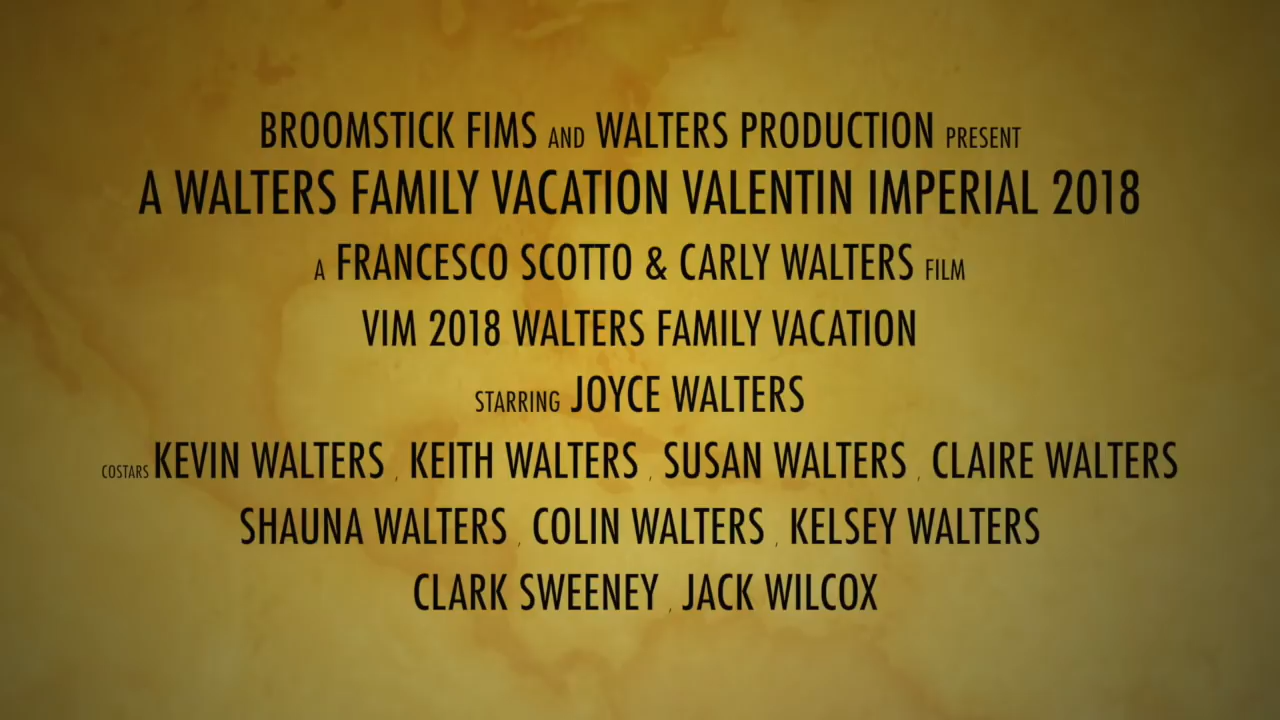 BROOMSTICK FIMS AND WALTERS PRODUCTION PRESENT
A WALTERS FAMILY VACATION VALENTIN IMPERIAL 2018
A FRANCESCO SCOTTO & CARLY WALTERS FILM
VIM 2018 WALTERS FAMILY VACATION
STARRING JOYCE WALTERS
COSTARS KEVIN WALTERS , KEITH WALTERS , SUSAN WALTERS , CLAIRE WALTERS
SHAUNA WALTERS , COLIN WALTERS , KELSEY WALTERS
CLARK SWEENEY , JACK WILCOX